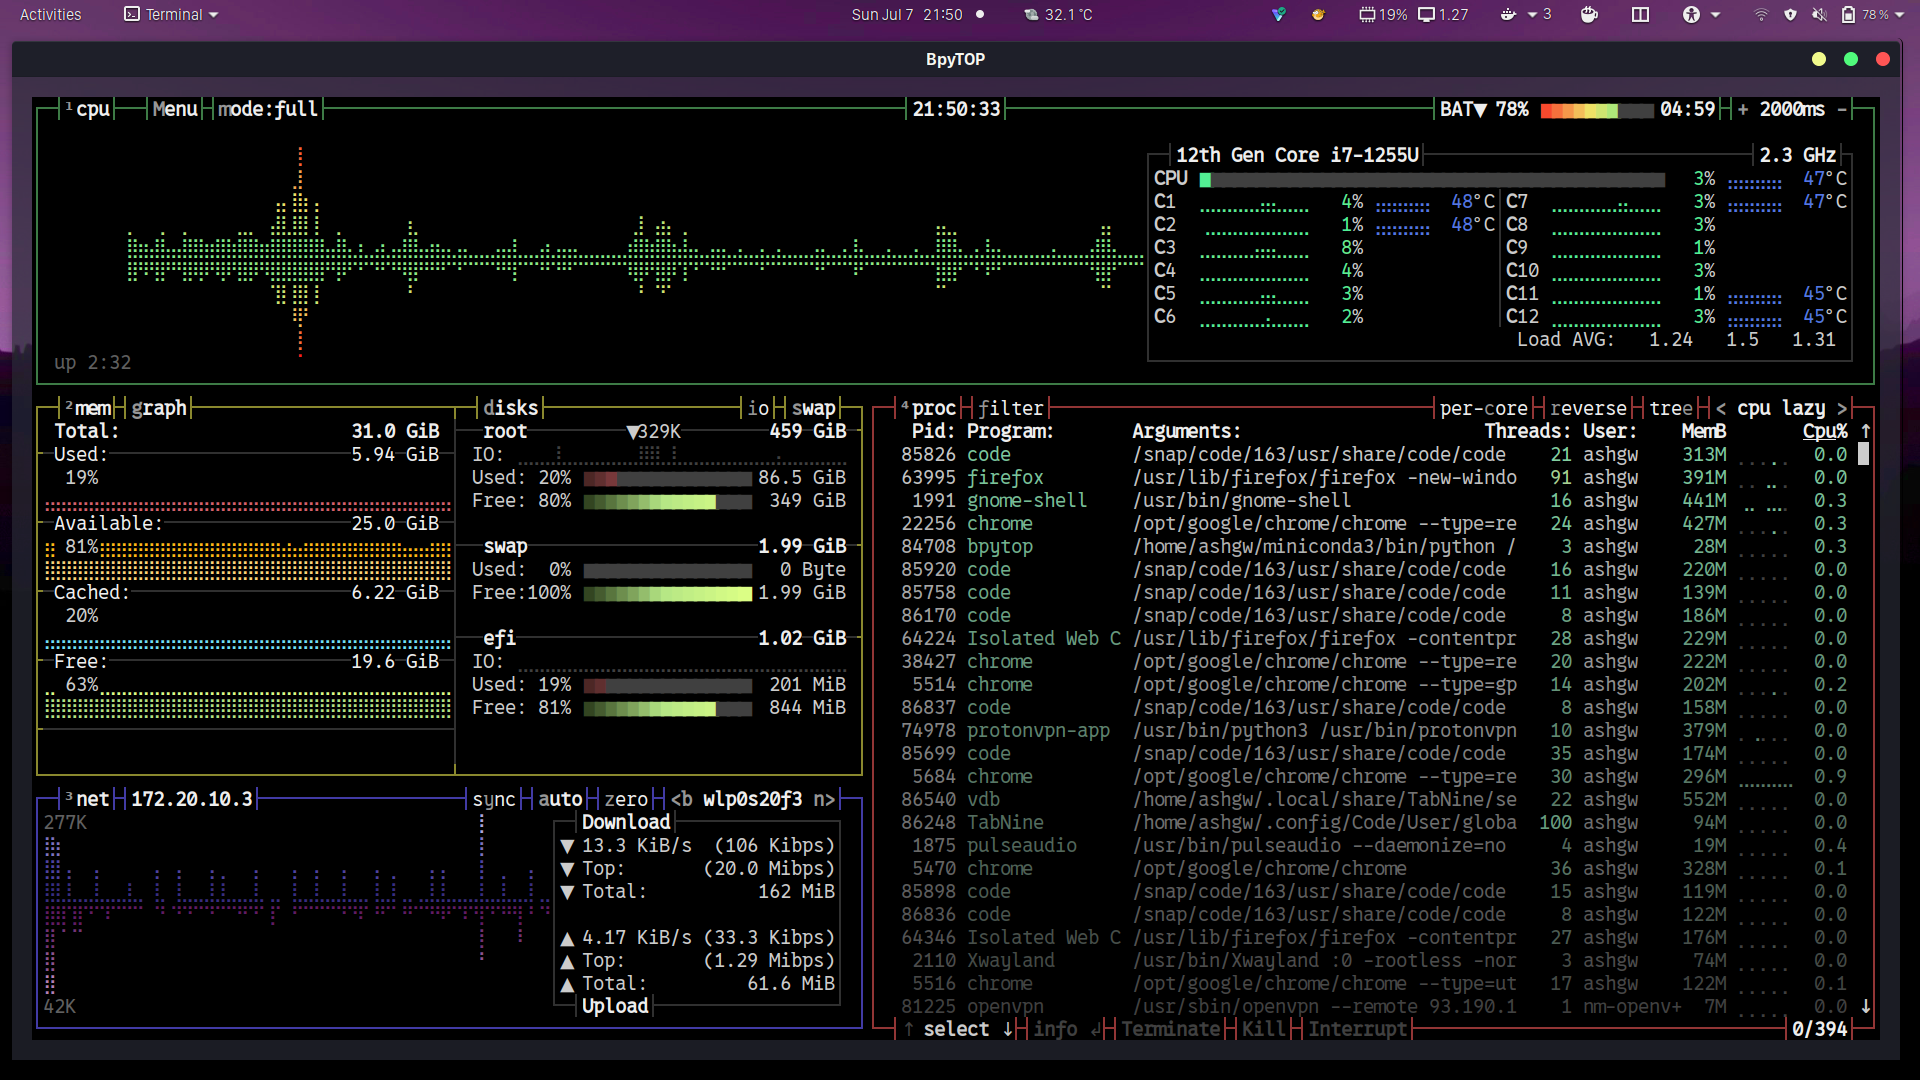 Activities Terminal Sun Jul 7 21:50 32.1 °C 19% 1.27 3 78 %
BpyTOP
1cpu Menu mode:full 21:50:33 BAT▼ 78% 04:59 + 2000ms -
12th Gen Core i7-1255U 2.3 GHz
CPU 3% 47°C
C1 4% 48°C C7 3% 47°C
C2 1% 48°C C8 3%
C3 8% C9 1%
C4 4% C10 3%
C5 3% C11 1% 45°C
C6 2% C12 3% 45°C
Load AVG: 1.24 1.5 1.31
up 2:32
2mem graph
Total: 31.0 GiB
Used: 5.94 GiB
19%
Available: 25.0 GiB
81%
Cached: 6.22 GiB
20%
Free: 19.6 GiB
63%
disks io swap
root ▼329K 459 GiB
IO:
Used: 20% 86.5 GiB
Free: 80% 349 GiB
swap 1.99 GiB
Used: 0% 0 Byte
Free:100% 1.99 GiB
efi 1.02 GiB
IO:
Used: 19% 201 MiB
Free: 81% 844 MiB
3net 172.20.10.3 sync auto zero <b wlp0s20f3 n>
277K
42K
Download
▼ 13.3 KiB/s (106 Kibps)
▼ Top: (20.0 Mibps)
▼ Total: 162 MiB
▲ 4.17 KiB/s (33.3 Kibps)
▲ Top: (1.29 Mibps)
▲ Total: 61.6 MiB
Upload
4proc filter per-core reverse tree < cpu lazy >
Pid: Program: Arguments: Threads: User: MemB Cpu% ↑
85826 code /snap/code/163/usr/share/code/code 21 ashgw 313M 0.0
63995 firefox /usr/lib/firefox/firefox -new-windo 91 ashgw 391M 0.0
1991 gnome-shell /usr/bin/gnome-shell 16 ashgw 441M 0.3
22256 chrome /opt/google/chrome/chrome --type=re 24 ashgw 427M 0.3
84708 bpytop /home/ashgw/miniconda3/bin/python / 3 ashgw 28M 0.3
85920 code /snap/code/163/usr/share/code/code 16 ashgw 220M 0.0
85758 code /snap/code/163/usr/share/code/code 11 ashgw 139M 0.0
86170 code /snap/code/163/usr/share/code/code 8 ashgw 186M 0.0
64224 Isolated Web C /usr/lib/firefox/firefox -contentpr 28 ashgw 229M 0.0
38427 chrome /opt/google/chrome/chrome --type=re 20 ashgw 222M 0.0
5514 chrome /opt/google/chrome/chrome --type=gp 14 ashgw 202M 0.2
86837 code /snap/code/163/usr/share/code/code 8 ashgw 158M 0.0
74978 protonvpn-app /usr/bin/python3 /usr/bin/protonvpn 10 ashgw 379M 0.0
85699 code /snap/code/163/usr/share/code/code 35 ashgw 174M 0.0
5684 chrome /opt/google/chrome/chrome --type=re 30 ashgw 296M 0.9
86540 vdb /home/ashgw/.local/share/TabNine/se 22 ashgw 552M 0.0
86248 TabNine /home/ashgw/.config/Code/User/globa 100 ashgw 94M 0.0
1875 pulseaudio /usr/bin/pulseaudio --daemonize=no 4 ashgw 19M 0.4
5470 chrome /opt/google/chrome/chrome 36 ashgw 328M 0.1
85898 code /snap/code/163/usr/share/code/code 15 ashgw 119M 0.0
86836 code /snap/code/163/usr/share/code/code 8 ashgw 122M 0.0
64346 Isolated Web C /usr/lib/firefox/firefox -contentpr 27 ashgw 176M 0.0
2110 Xwayland /usr/bin/Xwayland :0 -rootless -nor 3 ashgw 74M 0.0
5516 chrome /opt/google/chrome/chrome --type=ut 17 ashgw 122M 0.1
81225 openvpn /usr/sbin/openvpn --remote 93.190.1 1 nm-openv+ 7M 0.0 ↓
↑ select ↓ info ↲ Terminate Kill Interrupt 0/394